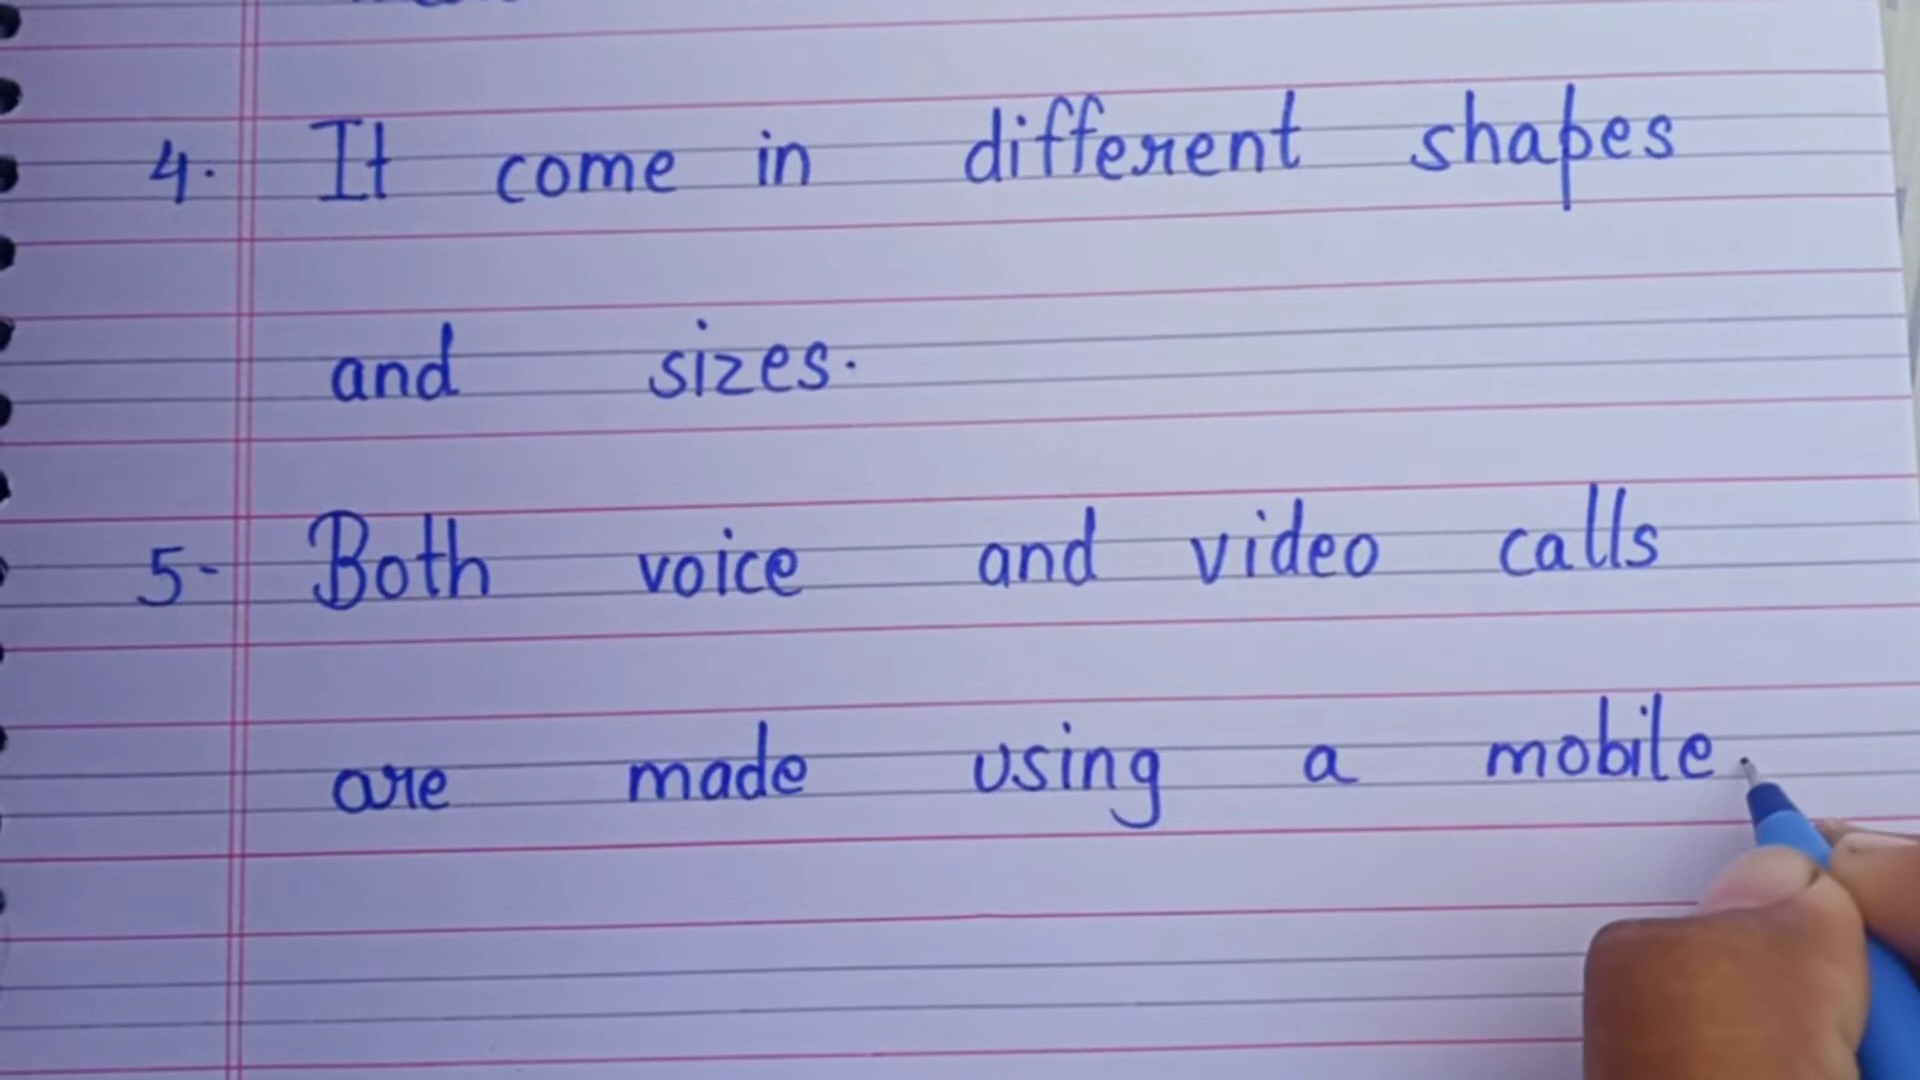 4. It come in different shapes
and sizes.
5- Both voice and video calls
are made using a mobile.